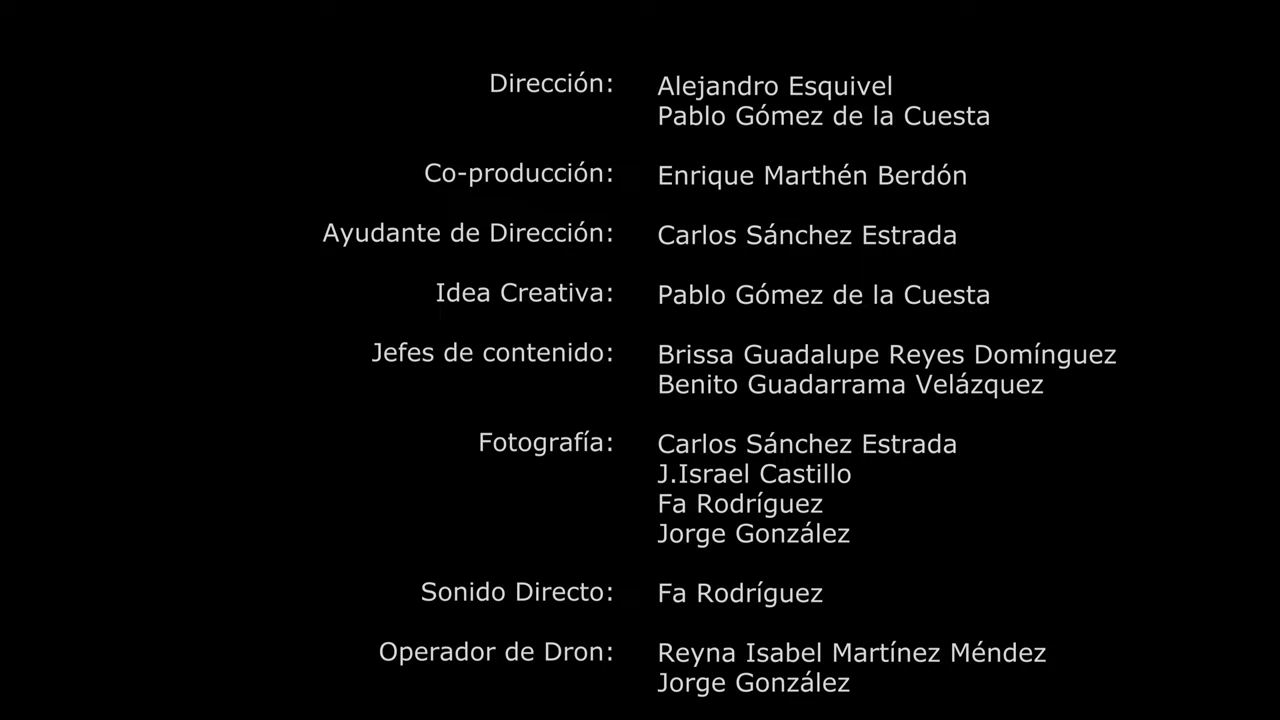 Dirección: Alejandro Esquivel
Pablo Gómez de la Cuesta
Co-producción: Enrique Marthén Berdón
Ayudante de Dirección: Carlos Sánchez Estrada
Idea Creativa: Pablo Gómez de la Cuesta
Jefes de contenido: Brissa Guadalupe Reyes Domínguez
Benito Guadarrama Velázquez
Fotografía: Carlos Sánchez Estrada
J.Israel Castillo
Fa Rodríguez
Jorge González
Sonido Directo: Fa Rodríguez
Operador de Dron: Reyna Isabel Martínez Méndez
Jorge González